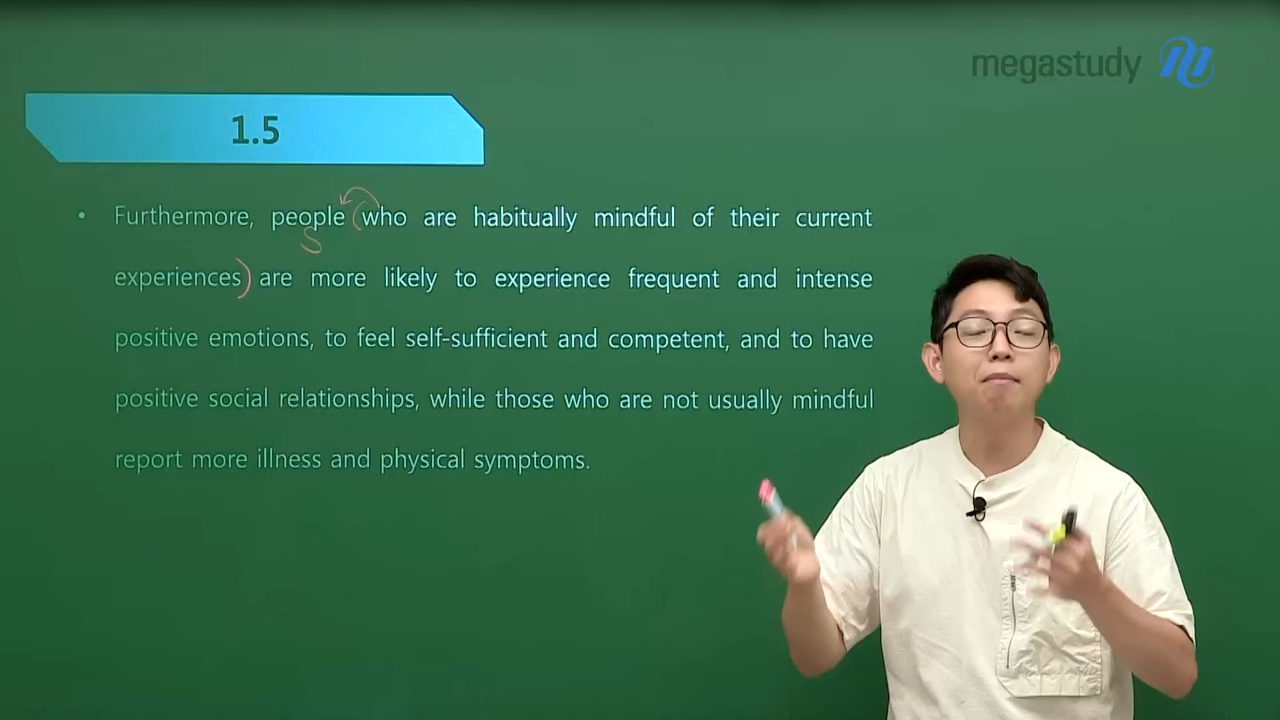 megastudy
1.5
• Furthermore, people (who are habitually mindful of their current
S
experiences) are more likely to experience frequent and intense
positive emotions, to feel self-sufficient and competent, and to have
positive social relationships, while those who are not usually mindful
report more illness and physical symptoms.